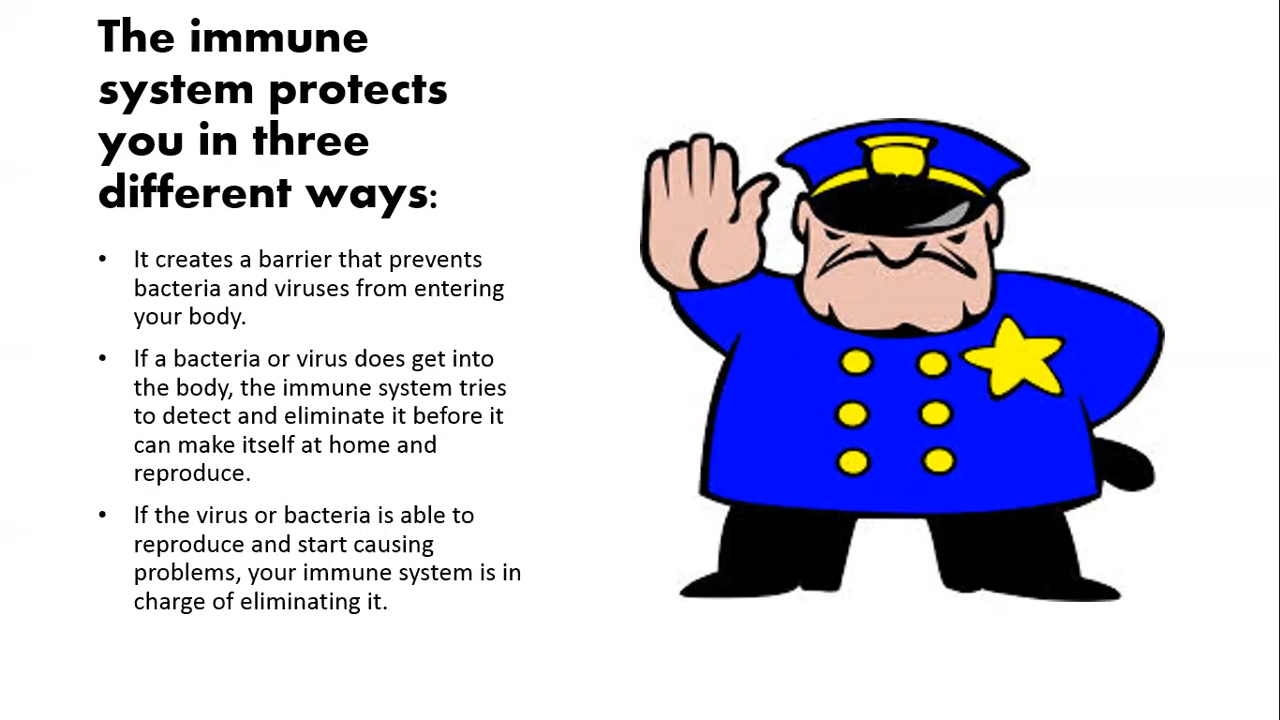 The immune
system protects
you in three
different ways:
• It creates a barrier that prevents
bacteria and viruses from entering
your body.
• If a bacteria or virus does get into
the body, the immune system tries
to detect and eliminate it before it
can make itself at home and
reproduce.
• If the virus or bacteria is able to
reproduce and start causing
problems, your immune system is in
charge of eliminating it.